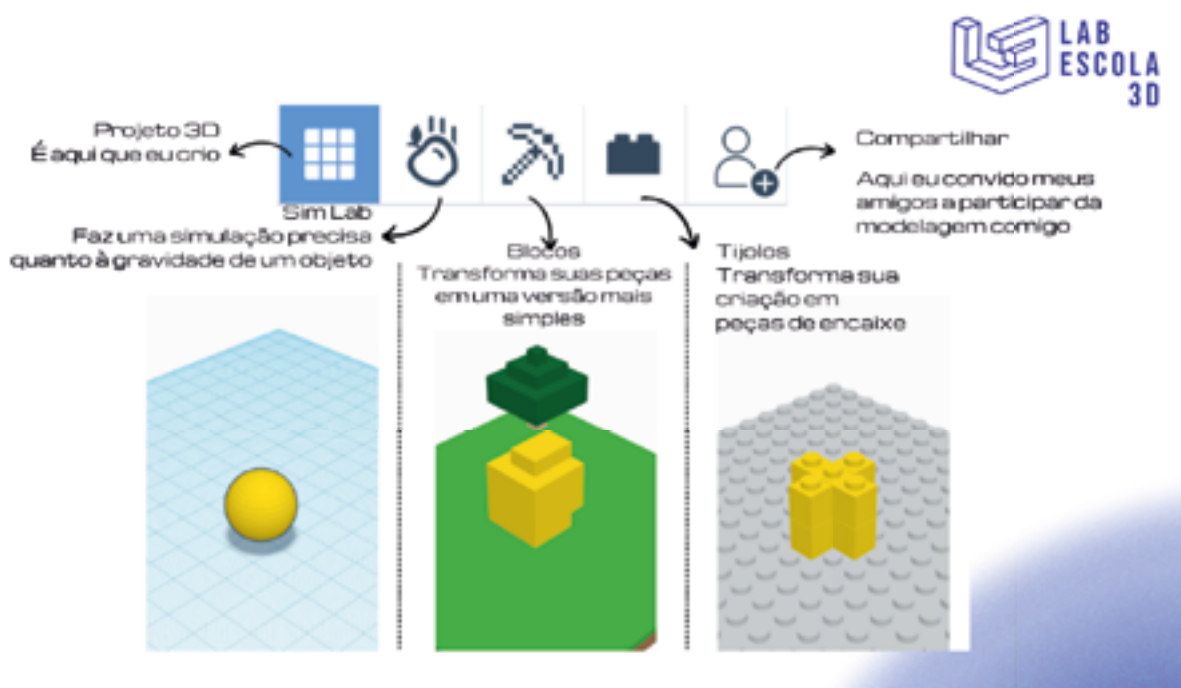 LAB
ESCOLA
3D
Projeto 3D
É aqui que eu crio
Compartilhar
Aqui eu convido meus
amigos a participar da
modelagem comigo
Sim Lab
Faz uma simulação precisa
quanto à gravidade de um objeto
Blocos
Transforma suas peças
em uma versão mais
simples
Tijolos
Transforma sua
criação em
peças de encaixe